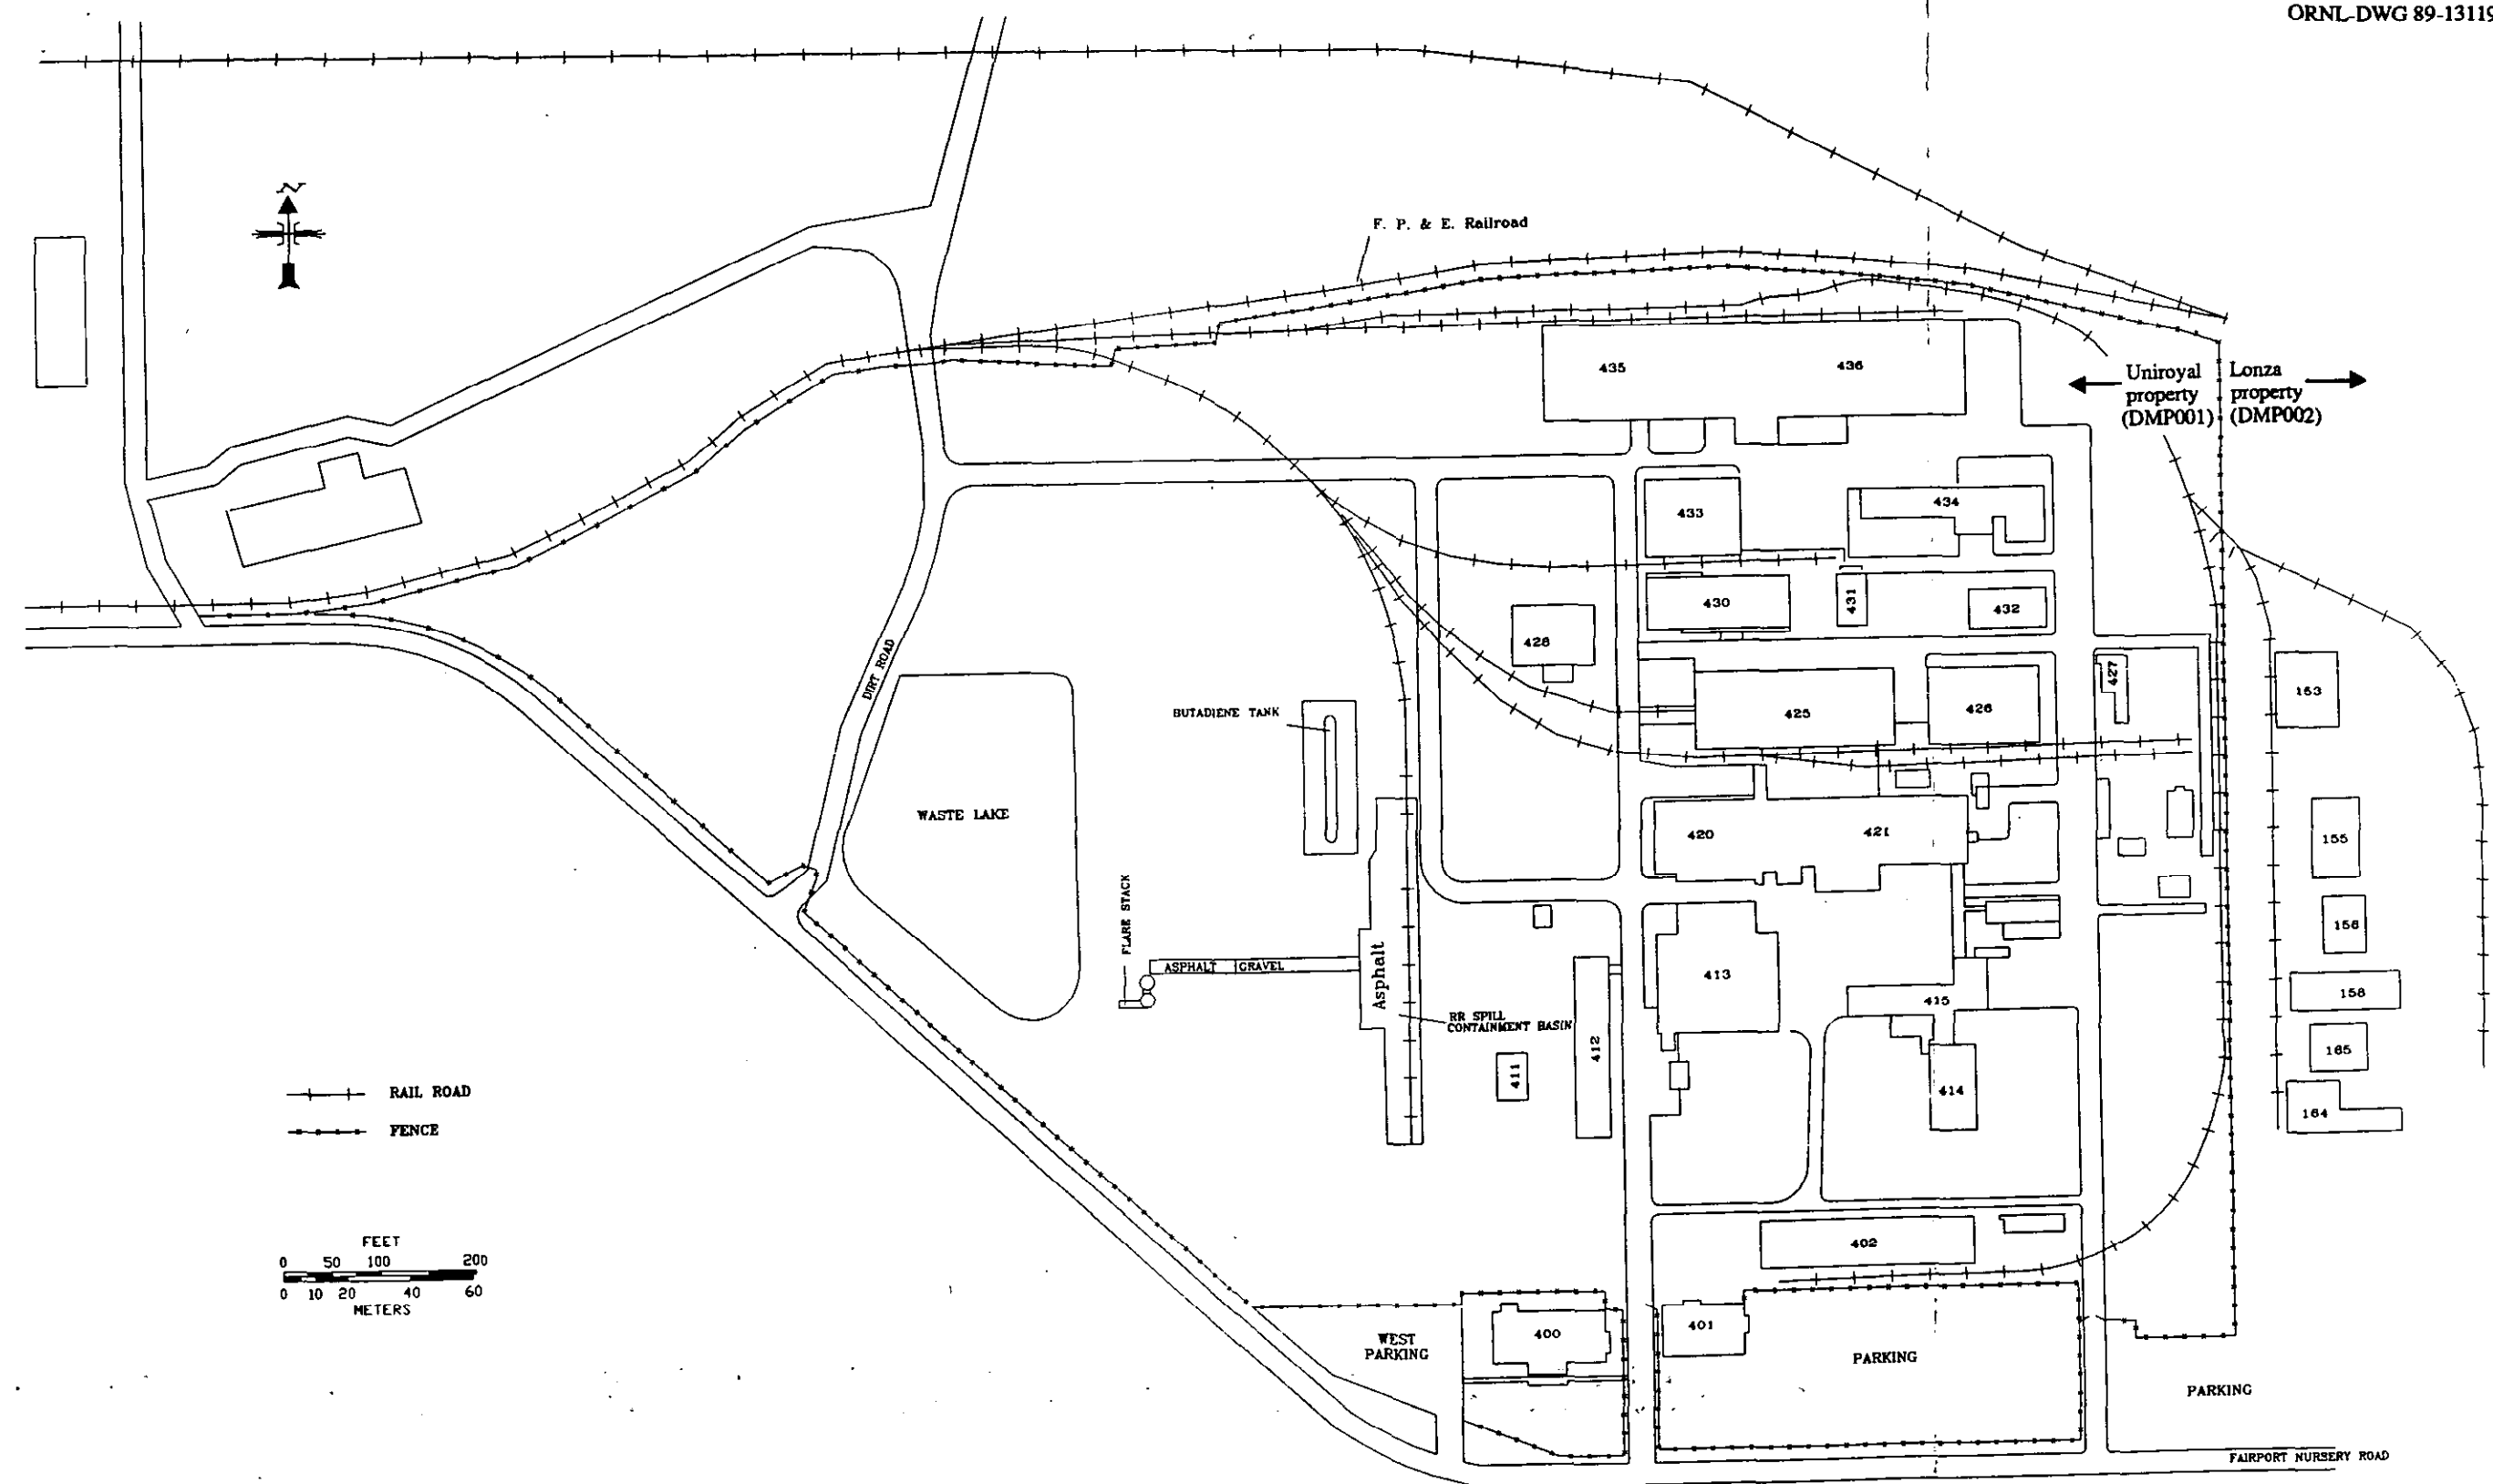 ORNL-DWG 89-13119
N
F. P. & E. Railroad
435
436
Uniroyal
property
(DMP001)
Lonza
property
(DMP002)
433
434
430
431
432
428
DIRT ROAD
427
153
BUTADIENE TANK
425
426
WASTE LAKE
420
421
155
FLARE STACK
156
ASPHALT
GRAVEL
Asphalt
413
158
415
RR SPILL
CONTAINMENT BASIN
412
165
411
414
RAIL ROAD
164
FENCE
402
FEET
0 50 100 200
0 10 20 40 60
METERS
400
401
WEST
PARKING
PARKING
PARKING
FAIRPORT NURSERY ROAD